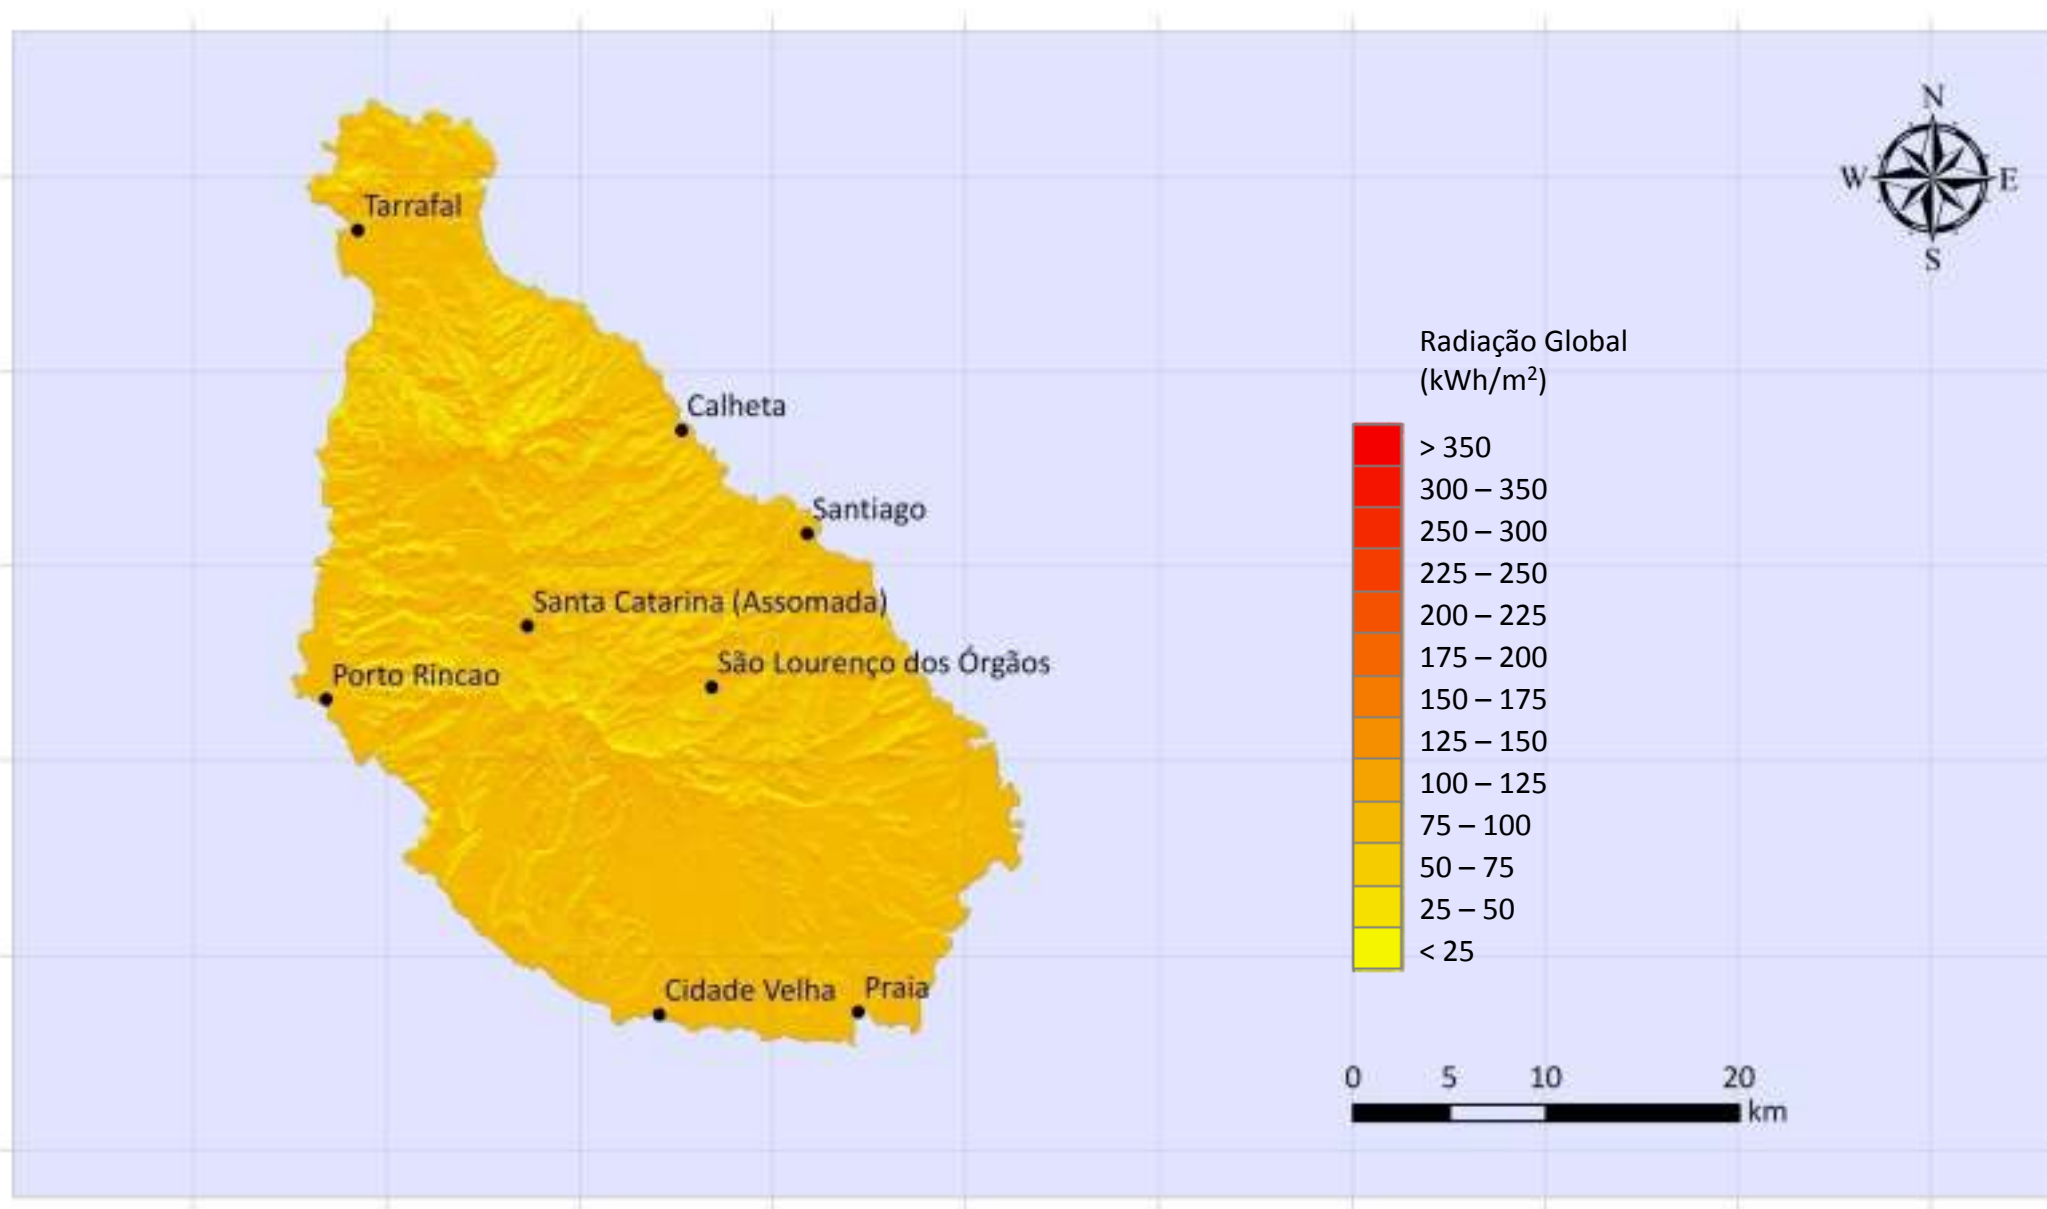 N
W E
S
Tarrafal
Calheta
Santiago
Santa Catarina (Assomada)
São Lourenço dos Órgãos
Porto Rincao
Cidade Velha
Praia
Radiação Global
(kWh/m²)
> 350
300 – 350
250 – 300
225 – 250
200 – 225
175 – 200
150 – 175
125 – 150
100 – 125
75 – 100
50 – 75
25 – 50
< 25
0 5 10 20
km